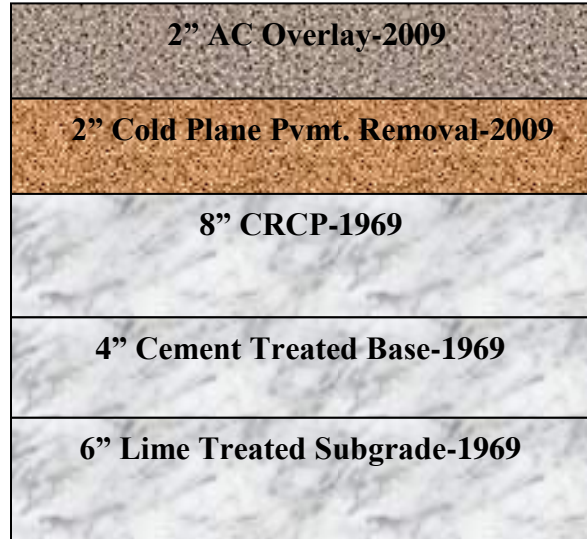 2” AC Overlay-2009
2” Cold Plane Pvmt. Removal-2009
8” CRCP-1969
4” Cement Treated Base-1969
6” Lime Treated Subgrade-1969